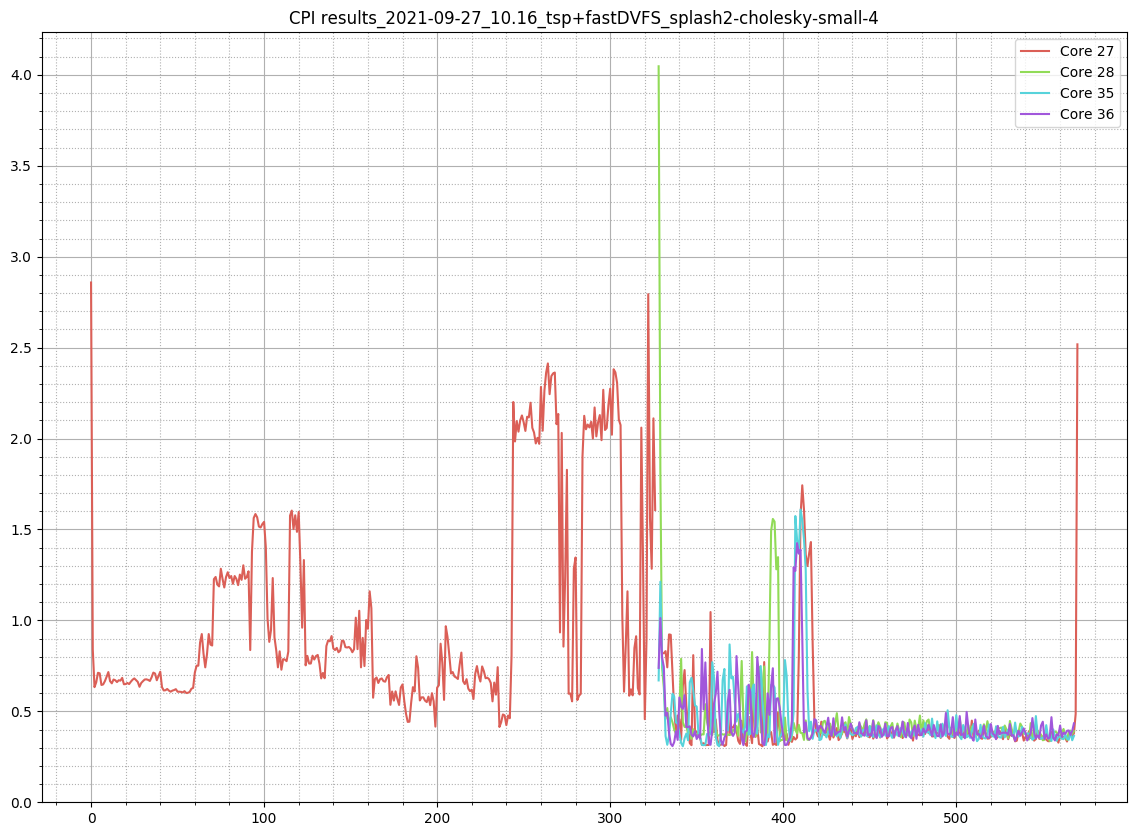 CPI results_2021-09-27_10.16_tsp+fastDVFS_splash2-cholesky-small-4
Core 27
Core 28
Core 35
Core 36
4.0
3.5
3.0
2.5
2.0
1.5
1.0
0.5
0.0
0 100 200 300 400 500